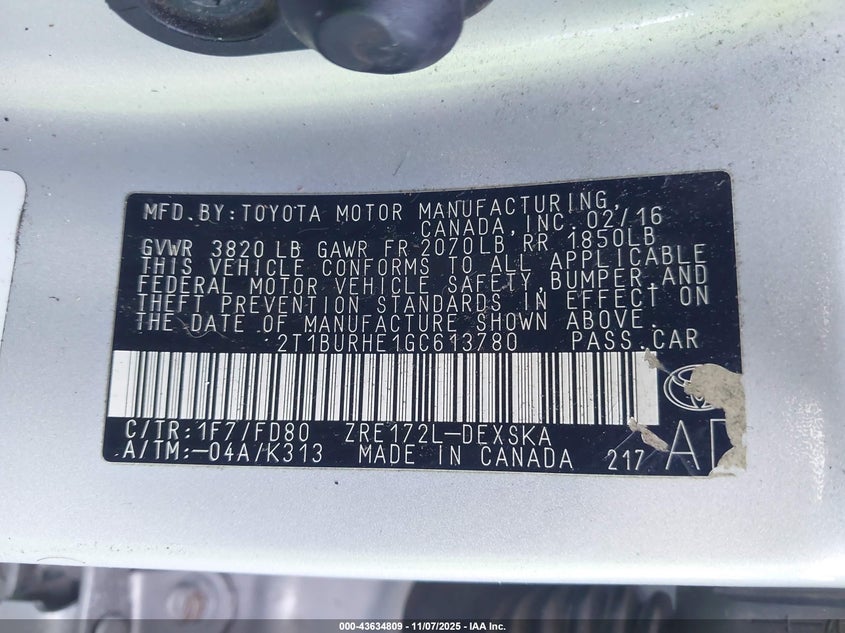 MFD.BY:TOYOTA MOTOR MANUFACTURING,
CANADA, INC. 02/16
GVWR 3820 LB GAWR FR 2070LB, RR 1850LB
THIS VEHICLE CONFORMS TO ALL APPLICABLE
FEDERAL MOTOR VEHICLE SAFETY, BUMPER, AND
THEFT PREVENTION STANDARDS IN EFFECT ON
THE DATE OF MANUFACTURE SHOWN ABOVE.
2T1BURHE1GC613780 PASS.CAR
C/TR:1F7/FD80 ZRE172L-DEXSKA
A/TM:-04A/K313 MADE IN CANADA 217 A
000-43634809 - 11/07/2025 - IAA Inc.